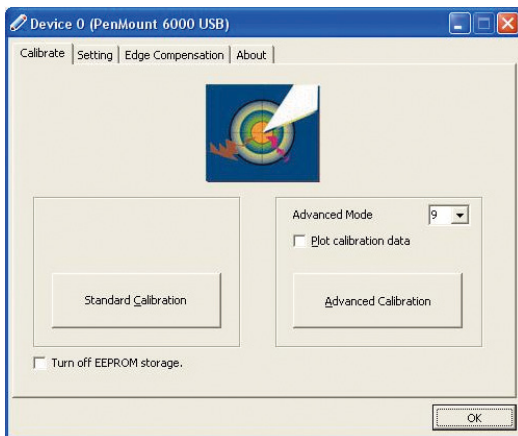 Device 0 (PenMount 6000 USB)
Calibrate Setting Edge Compensation About
Advanced Mode 9
Plot calibration data
Standard Calibration
Advanced Calibration
Turn off EEPROM storage.
OK